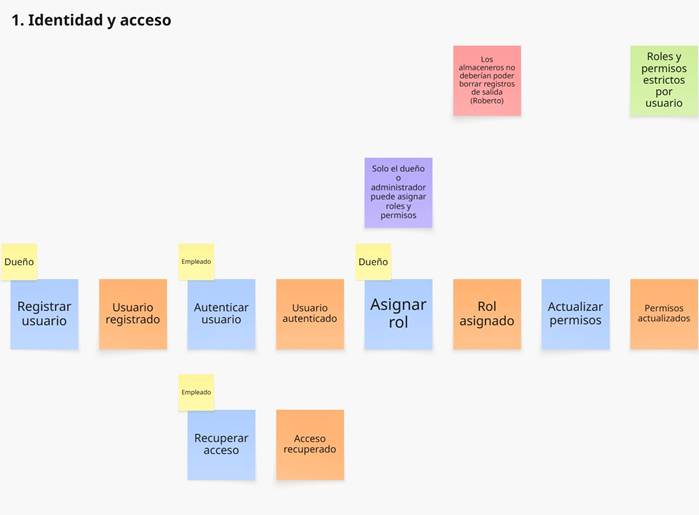 1. Identidad y acceso
Los
almaceneros no
deberían poder
borrar registros
de salida
(Roberto)
Roles y
permisos
estrictos
por
usuario
Solo el dueño
o
administrador
puede asignar
roles y
permisos
Dueño
Empleado
Dueño
Registrar
usuario
Usuario
registrado
Autenticar
usuario
Usuario
autenticado
Asignar
rol
Rol
asignado
Actualizar
permisos
Permisos
actualizados
Empleado
Recuperar
acceso
Acceso
recuperado